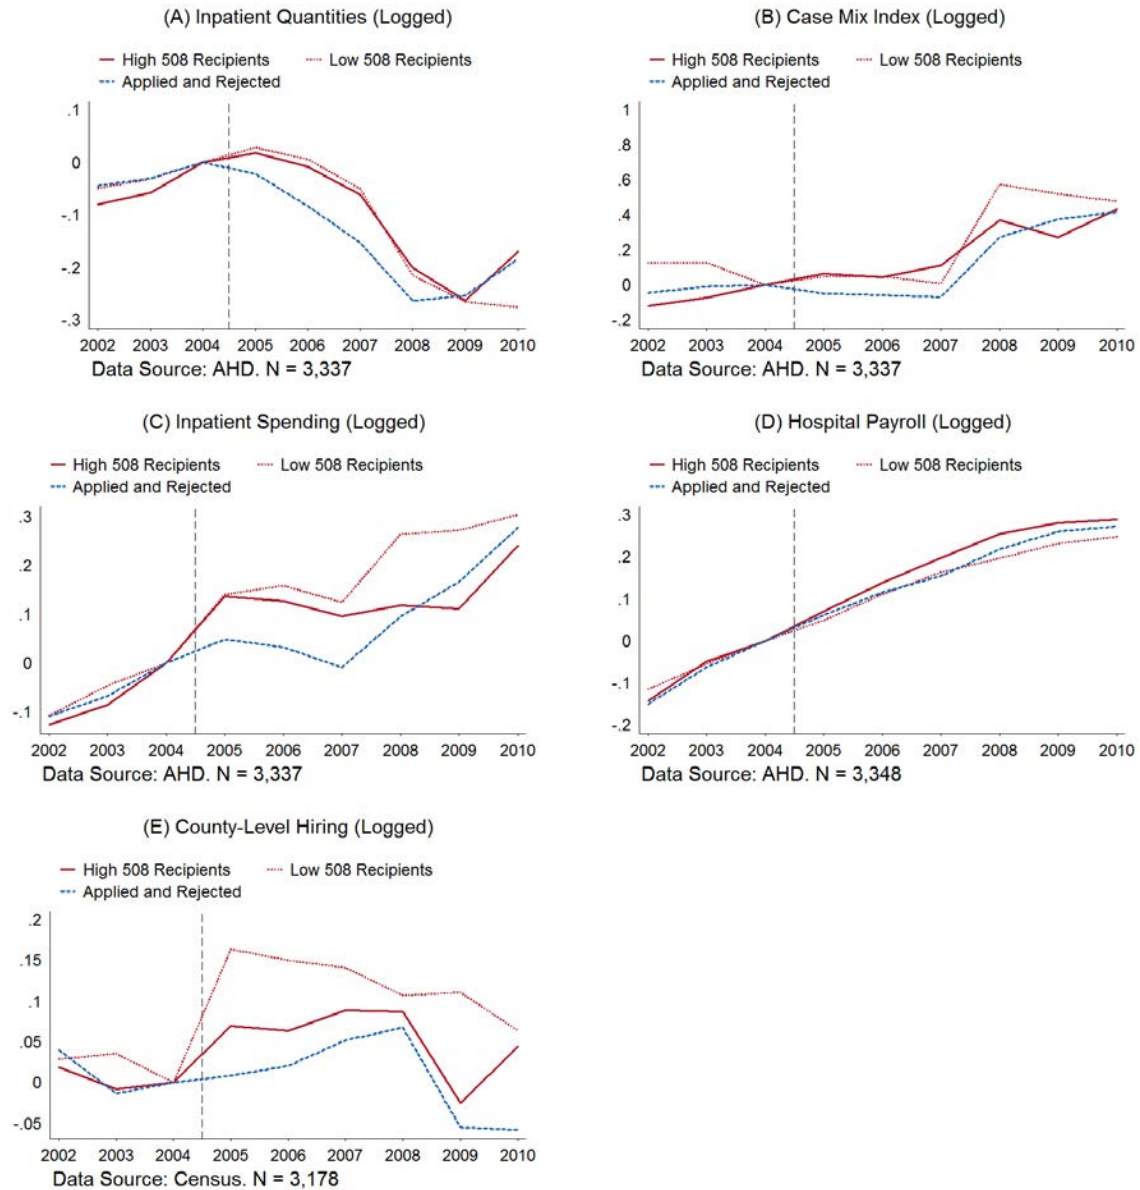 (A) Inpatient Quantities (Logged)
High 508 Recipients
Low 508 Recipients
Applied and Rejected
.1
0
-.1
-.2
-.3
2002 2003 2004 2005 2006 2007 2008 2009 2010
Data Source: AHD. N = 3,337
(B) Case Mix Index (Logged)
High 508 Recipients
Low 508 Recipients
Applied and Rejected
1
.8
.6
.4
.2
0
-.2
2002 2003 2004 2005 2006 2007 2008 2009 2010
Data Source: AHD. N = 3,337
(C) Inpatient Spending (Logged)
High 508 Recipients
Low 508 Recipients
Applied and Rejected
.3
.2
.1
0
-.1
2002 2003 2004 2005 2006 2007 2008 2009 2010
Data Source: AHD. N = 3,337
(D) Hospital Payroll (Logged)
High 508 Recipients
Low 508 Recipients
Applied and Rejected
.3
.2
.1
0
-.1
-.2
2002 2003 2004 2005 2006 2007 2008 2009 2010
Data Source: AHD. N = 3,348
(E) County-Level Hiring (Logged)
High 508 Recipients
Low 508 Recipients
Applied and Rejected
.2
.15
.1
.05
0
-.05
2002 2003 2004 2005 2006 2007 2008 2009 2010
Data Source: Census. N = 3,178